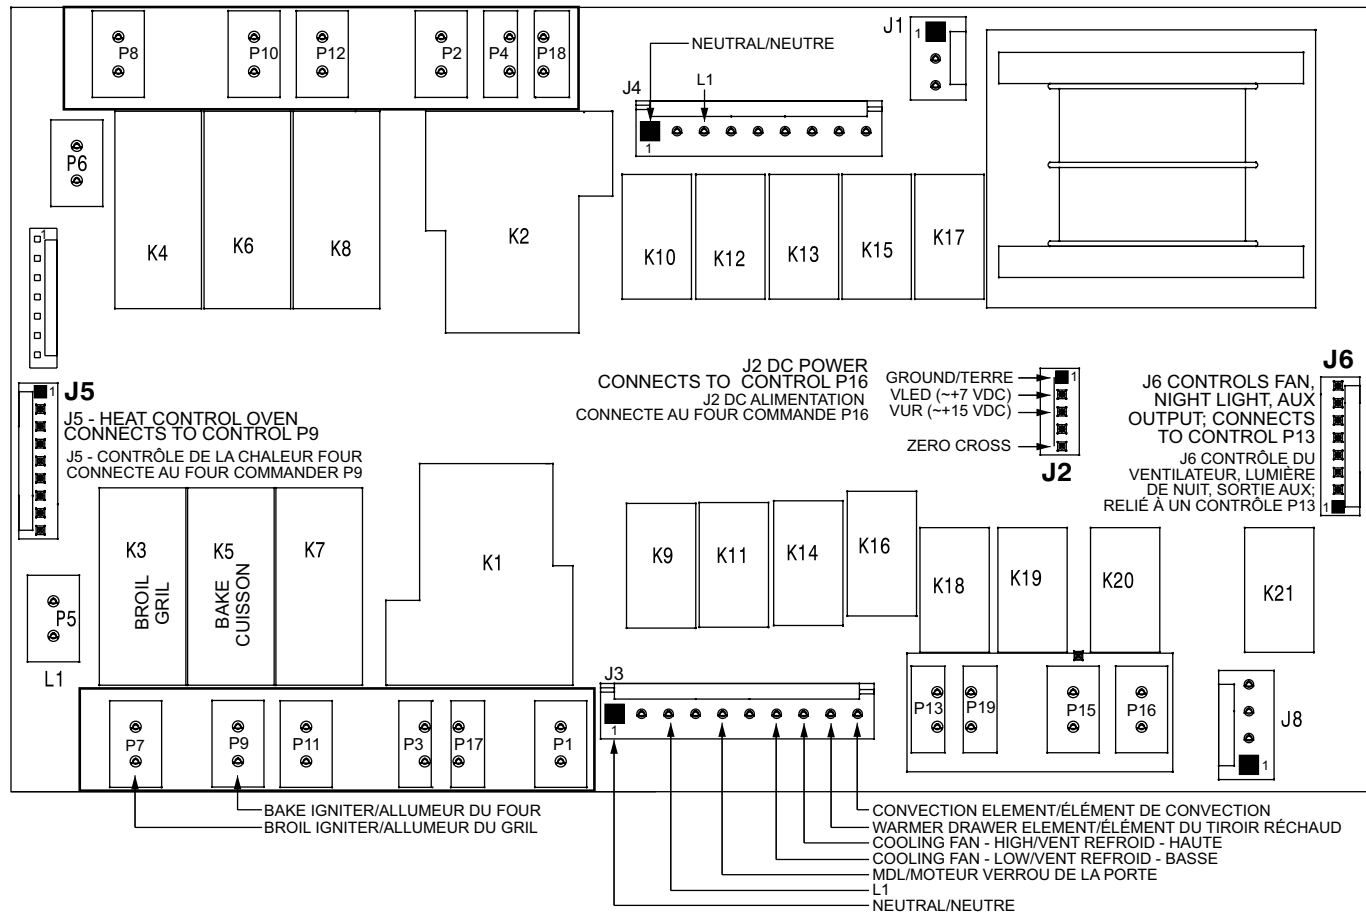 P8
P10
P12
P2
P4
P18
NEUTRAL/NEUTRE
L1
J4
1
J1
1
P6
1
K4
K6
K8
K2
K10
K12
K13
K15
K17
J5
1
J5 - HEAT CONTROL OVEN
CONNECTS TO CONTROL P9
J5 - CONTRÔLE DE LA CHALEUR FOUR
CONNECTE AU FOUR COMMANDER P9
J2 DC POWER
CONNECTS TO CONTROL P16
J2 DC ALIMENTATION
CONNECTE AU FOUR COMMANDE P16
GROUND/TERRE
VLED (~+7 VDC)
VUR (~+15 VDC)
ZERO CROSS
1
J2
J6
J6 CONTROLS FAN,
NIGHT LIGHT, AUX
OUTPUT; CONNECTS
TO CONTROL P13
J6 CONTRÔLE DU
VENTILATEUR, LUMIÈRE
DE NUIT, SORTIE AUX;
RELIÉ À UN CONTRÔLE P13
1
K3
BROIL
GRIL
K5
BAKE
CUISSON
K7
K1
K9
K11
K14
K16
K18
K19
K20
K21
P5
L1
J3
1
P7
P9
P11
P3
P17
P1
P13
P19
P15
P16
J8
1
BAKE IGNITER/ALLUMEUR DU FOUR
BROIL IGNITER/ALLUMEUR DU GRIL
CONVECTION ELEMENT/ÉLÉMENT DE CONVECTION
WARMER DRAWER ELEMENT/ÉLÉMENT DU TIROIR RÉCHAUD
COOLING FAN - HIGH/VENT REFROID - HAUTE
COOLING FAN - LOW/VENT REFROID - BASSE
MDL/MOTEUR VERROU DE LA PORTE
L1
NEUTRAL/NEUTRE